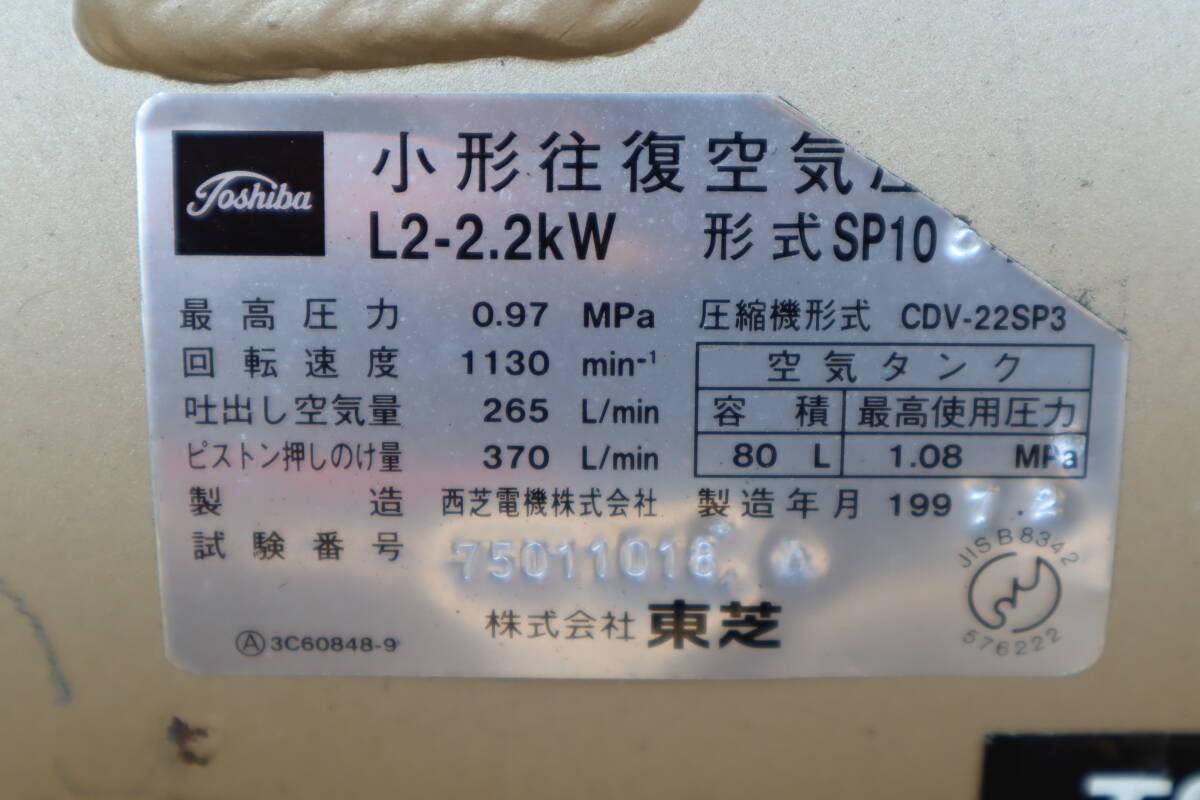 Toshiba
小形往復空気
L2-2.2kW 形式SP10
最高圧力 0.97 MPa
圧縮機形式 CDV-22SP3
回転速度 1130 min-¹
吐出し空気量 265 L/min
ピストン押しのけ量 370 L/min
空気タンク
容積 最高使用圧力
80 L 1.08 MPa
製造 西芝電機株式会社
製造年月 1997.2
試験番号 75011018 A
株式会社 東芝
Ⓐ3C60848-9
JIS B 8342
576222